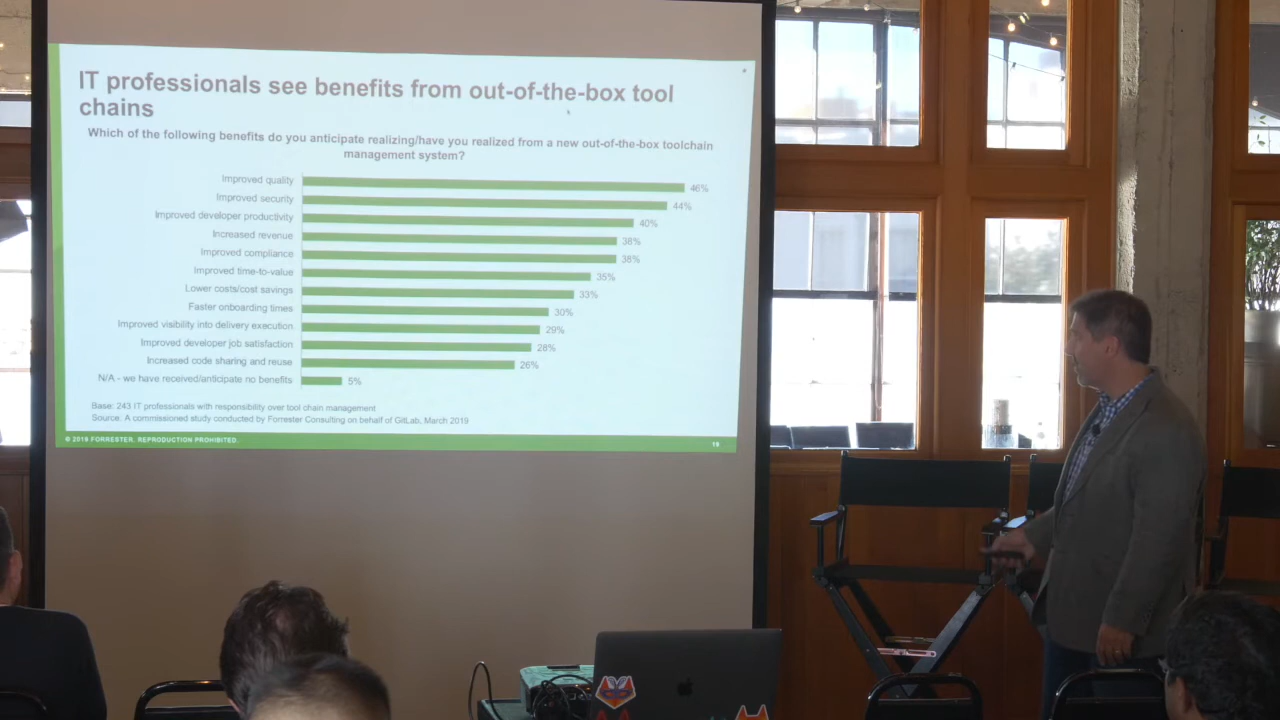 IT professionals see benefits from out-of-the-box tool
chains
Which of the following benefits do you anticipate realizing/have you realized from a new out-of-the-box toolchain
management system?
Improved quality 46%
Improved security 44%
Improved developer productivity 40%
Increased revenue 38%
Improved compliance 38%
Improved time-to-value 35%
Lower costs/cost savings 33%
Faster onboarding times 30%
Improved visibility into delivery execution 29%
Improved developer job satisfaction 28%
Increased code sharing and reuse 26%
N/A - we have received/anticipate no benefits 5%
Base: 243 IT professionals with responsibility over tool chain management
Source: A commissioned study conducted by Forrester Consulting on behalf of GitLab, March 2019
© 2019 FORRESTER. REPRODUCTION PROHIBITED. 19